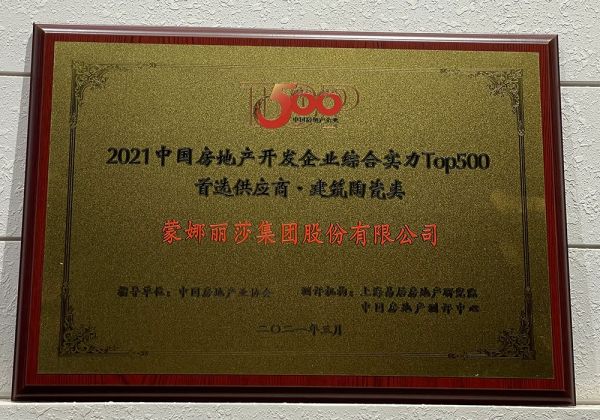 500
中国房地产企业
2021中国房地产开发企业综合实力Top500
首选供应商·建筑陶瓷类
蒙娜丽莎集团股份有限公司
指导单位：中国房地产业协会 测评机构：上海易居房地产研究院
中国房地产测评中心
二〇二一年三月